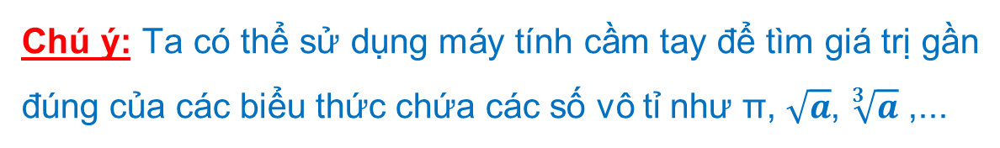 Chú ý: Ta có thể sử dụng máy tính cầm tay để tìm giá trị gần
đúng của các biểu thức chứa các số vô tỉ như π, √a, ∛a ,...